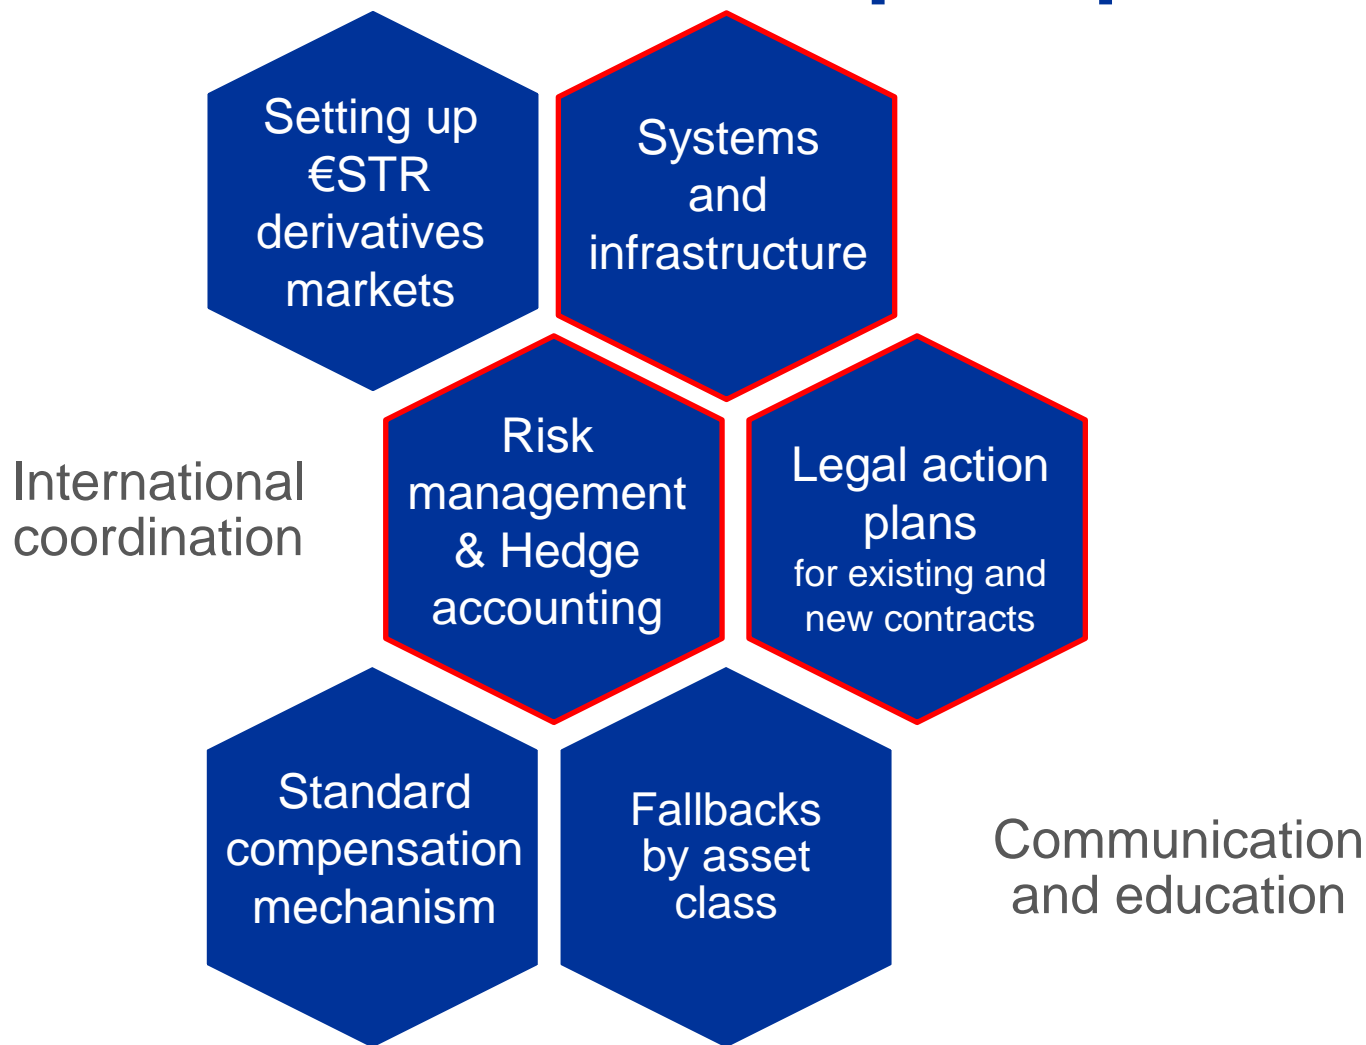 Setting up
€STR
derivatives
markets
Systems
and
infrastructure
International
coordination
Risk
management
& Hedge
accounting
Legal action
plans
for existing and
new contracts
Standard
compensation
mechanism
Fallbacks
by asset
class
Communication
and education